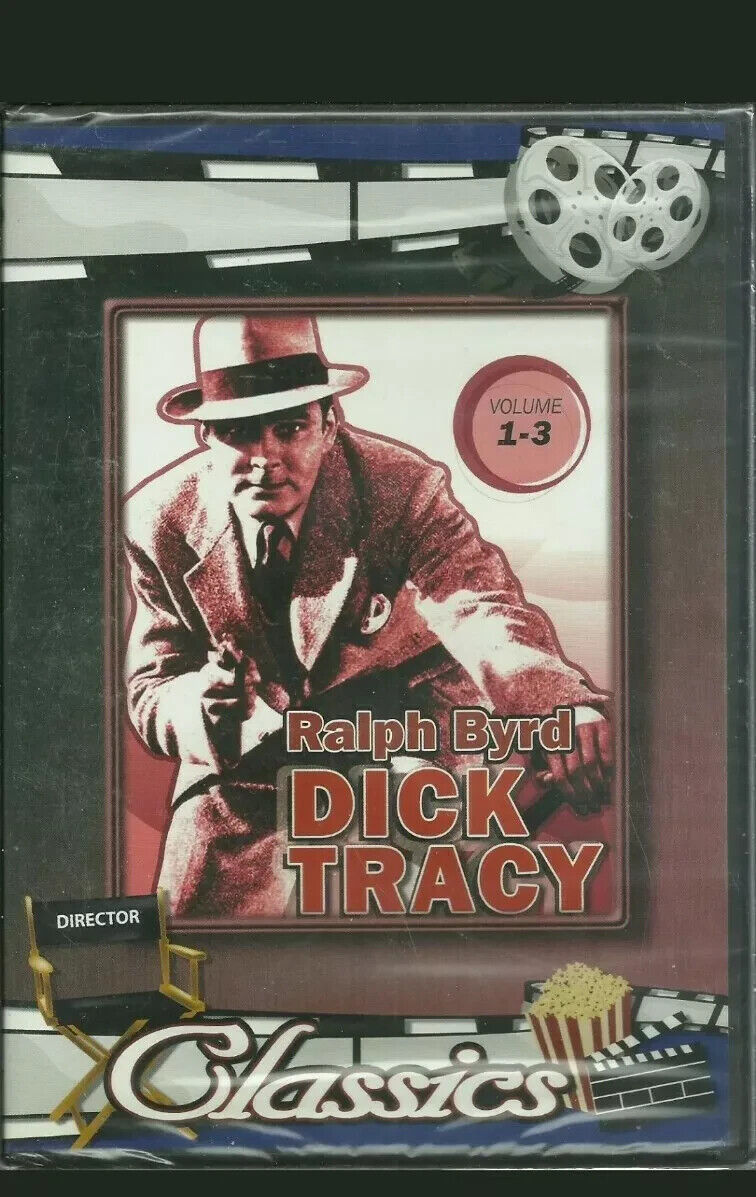 VOLUME
1-3
Ralph Byrd
DICK
TRACY
DIRECTOR
Classics